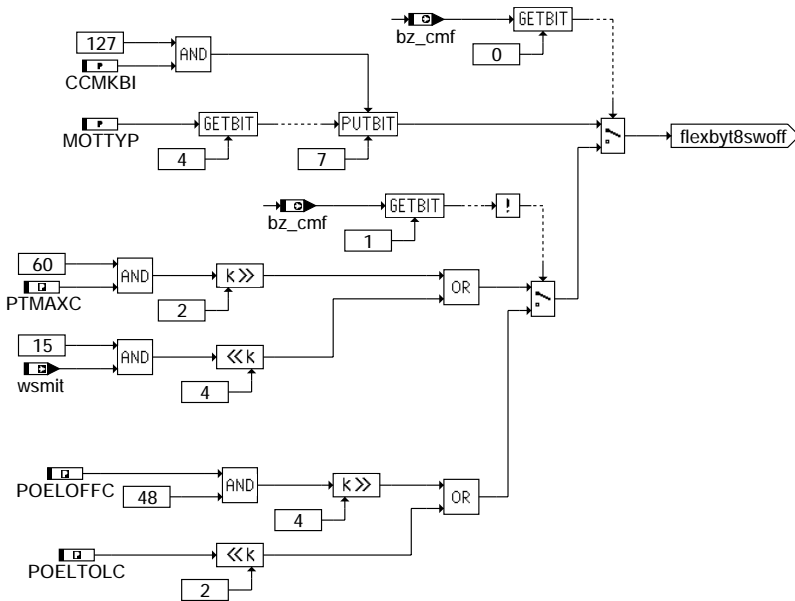 bz_cmf
GETBIT
0
127
CCMKBI
AND
P
MOTTYP
P
GETBIT
4
PUTBIT
7
flexbyt8swoff
bz_cmf
GETBIT
1
!
60
PTMAXC
P
AND
k>>
2
OR
15
wsmit
AND
<<k
4
POELOFFC
P
48
AND
k>>
4
OR
POELTOLC
P
<<k
2